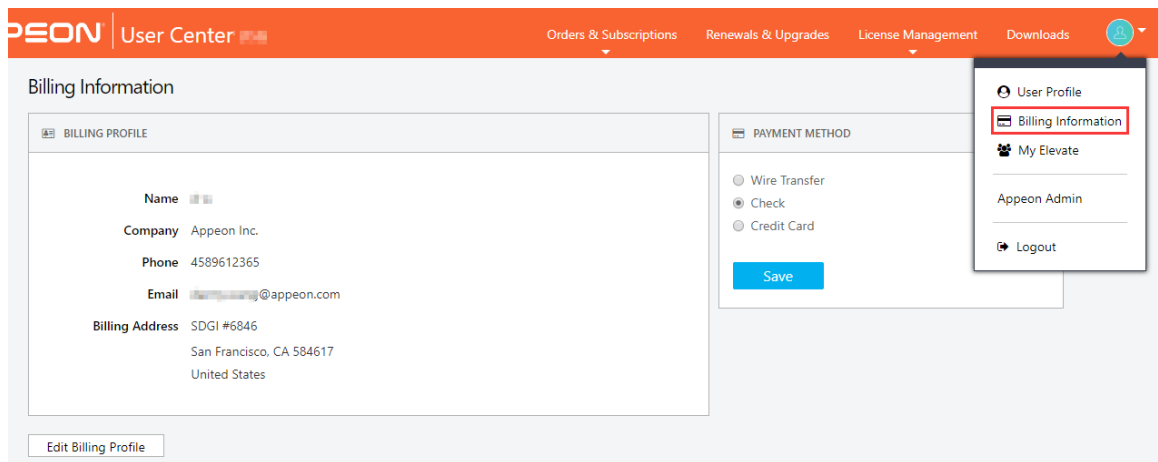 PEON User Center
Orders & Subscriptions
Renewals & Upgrades
License Management
Downloads
User Profile
Billing Information
My Elevate
Appeon Admin
Logout
Billing Information
BILLING PROFILE
Name
Company Appeon Inc.
Phone 4589612365
Email @appeon.com
Billing Address SDGI #6846
San Francisco, CA 584617
United States
Edit Billing Profile
PAYMENT METHOD
Wire Transfer
Check
Credit Card
Save